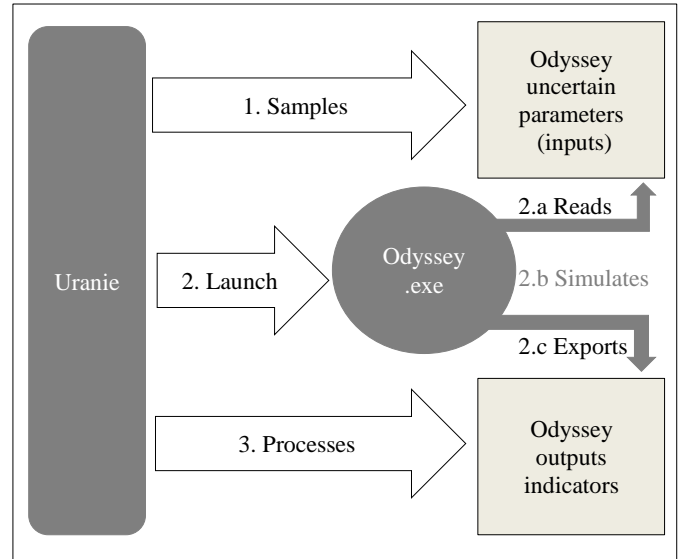 Uranie
1. Samples
Odyssey
uncertain
parameters
(inputs)
2. Launch
Odyssey
.exe
2.a Reads
2.b Simulates
2.c Exports
3. Processes
Odyssey
outputs
indicators